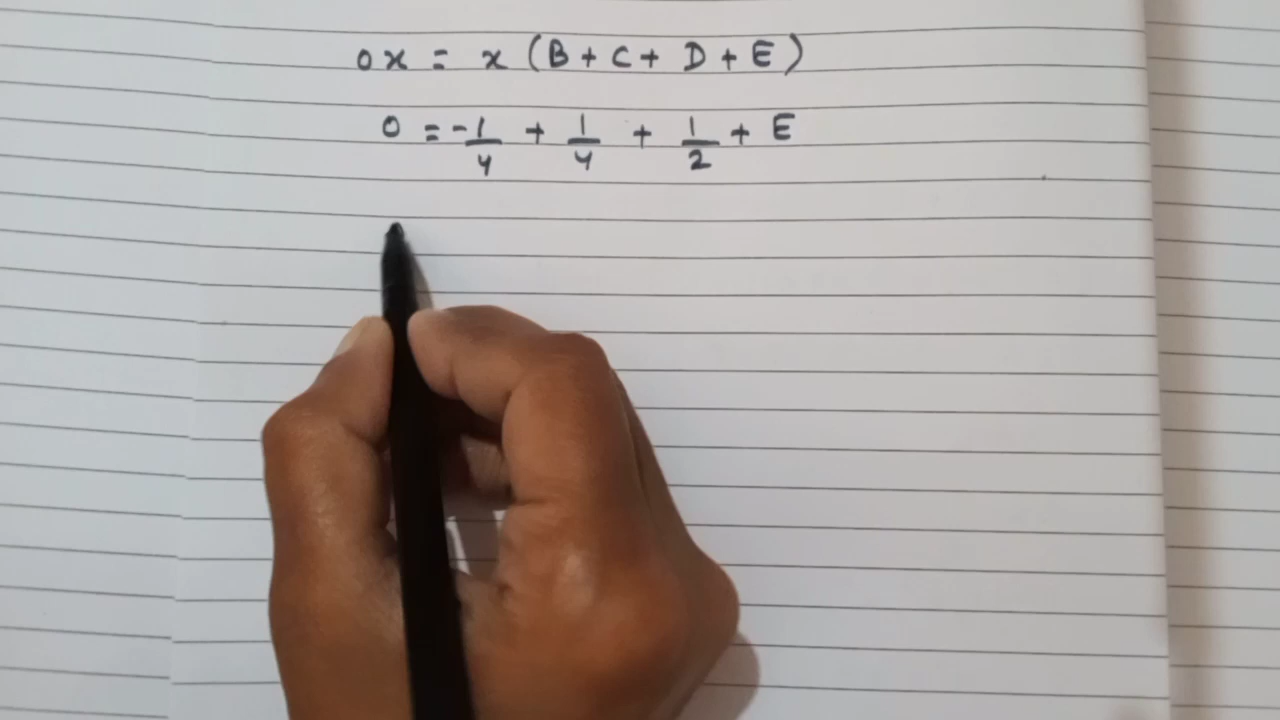 0x = x (B + C + D + E)
0 = -1/4 + 1/4 + 1/2 + E